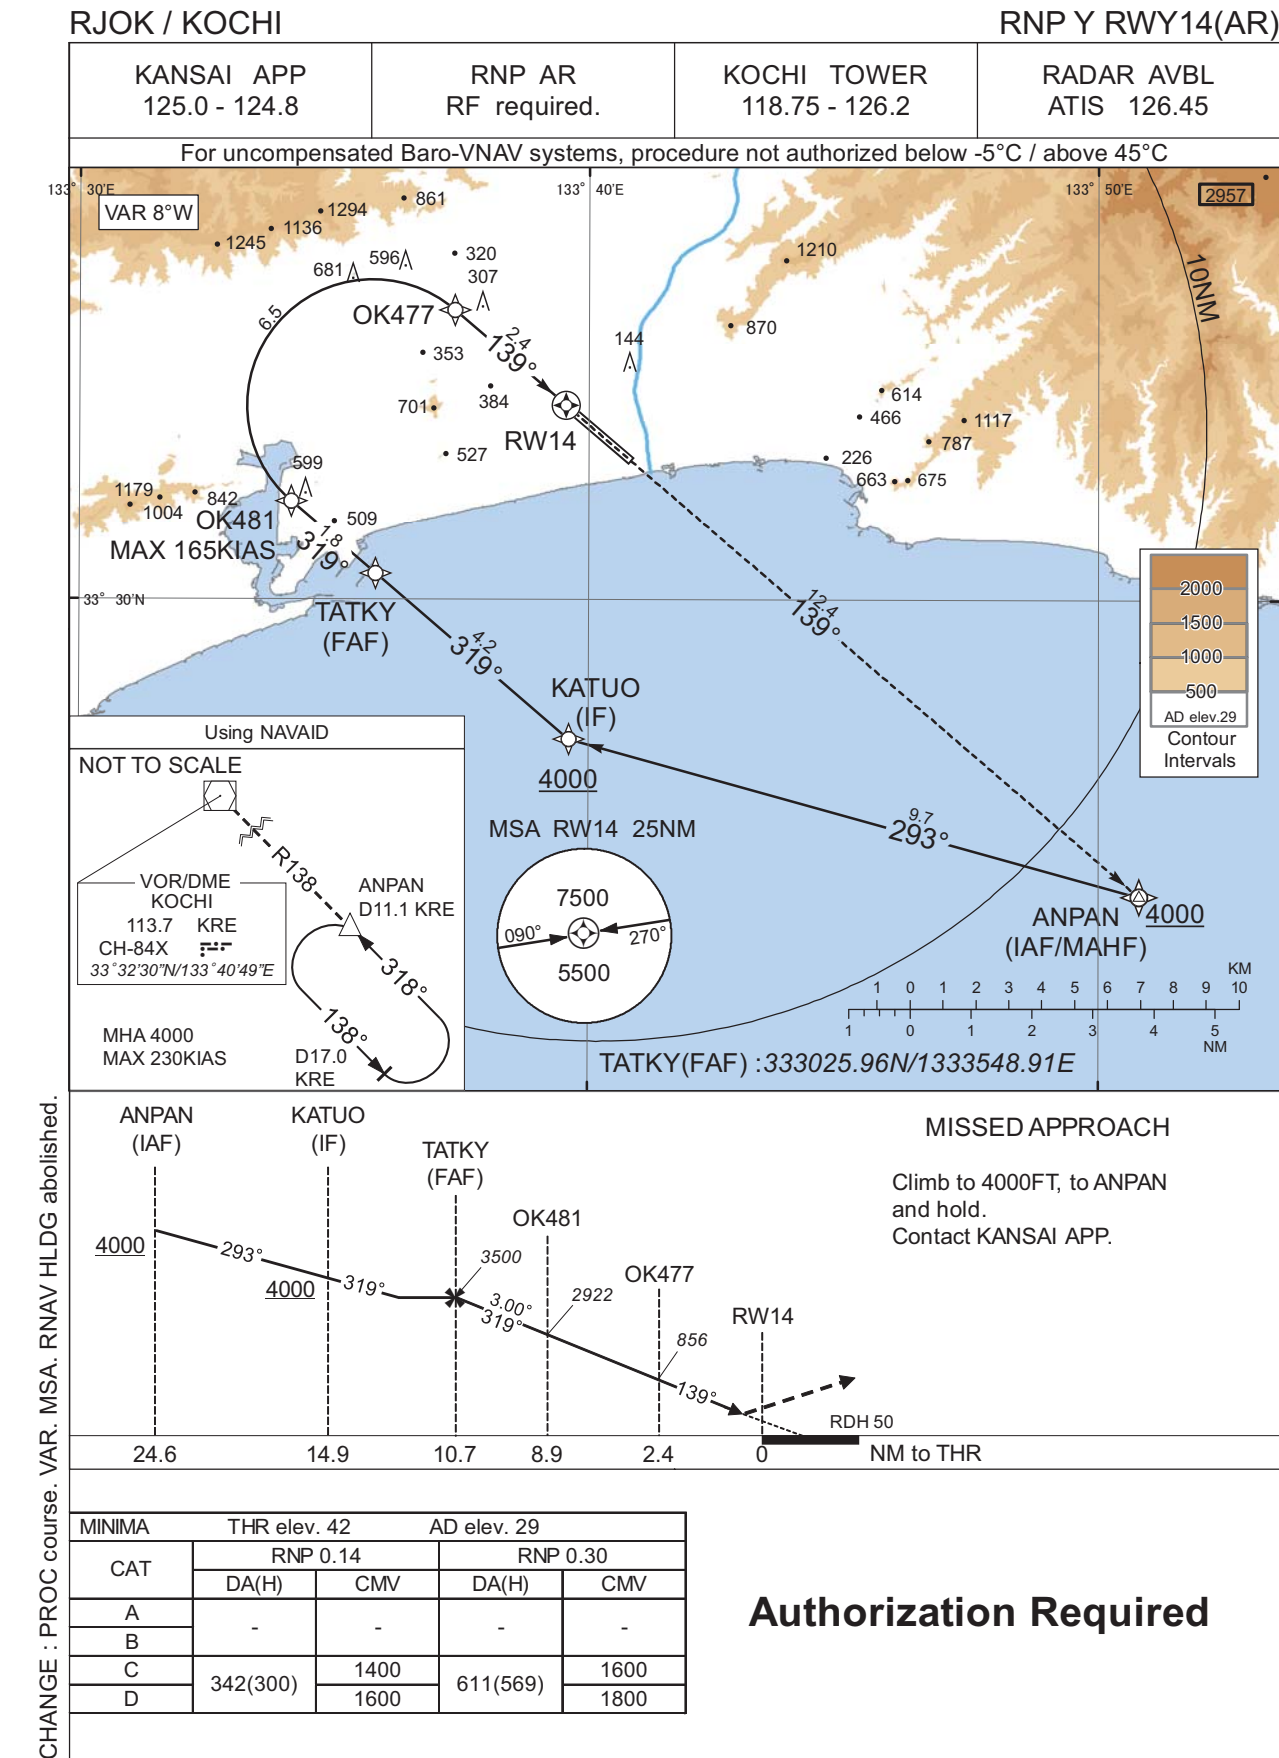 RJOK / KOCHI
RNP Y RWY14(AR)
KANSAI APP
125.0 - 124.8
RNP AR
RF required.
KOCHI TOWER
118.75 - 126.2
RADAR AVBL
ATIS 126.45
For uncompensated Baro-VNAV systems, procedure not authorized below -5°C / above 45°C
133° 30'E
133° 40'E
133° 50'E
VAR 8°W
2957
861
1294
1136
1245
320
596
681
307
1210
10NM
OK477
6.5
2.4
139°
870
144
353
384
701
RW14
527
614
466
1117
787
226
663
675
599
1179
842
1004
OK481
MAX 165KIAS
509
1.8
319°
33° 30'N
TATKY
(FAF)
4.2
319°
12.4
139°
2000
1500
1000
500
AD elev.29
Contour
Intervals
KATUO
(IF)
4000
9.7
293°
ANPAN
(IAF/MAHF)
4000
Using NAVAID
NOT TO SCALE
R138
VOR/DME
KOCHI
113.7 KRE
CH-84X
33°32'30"N/133°40'49"E
ANPAN
D11.1 KRE
318°
138°
D17.0
KRE
MHA 4000
MAX 230KIAS
MSA RW14 25NM
7500
090°
270°
5500
KM
1 0 1 2 3 4 5 6 7 8 9 10
1 0 1 2 3 4 5
NM
TATKY(FAF) :333025.96N/1333548.91E
ANPAN
(IAF)
KATUO
(IF)
TATKY
(FAF)
OK481
OK477
RW14
4000
293°
4000
319°
3500
3.00°
319°
2922
856
139°
RDH 50
24.6
14.9
10.7
8.9
2.4
0
NM to THR
MISSED APPROACH
Climb to 4000FT, to ANPAN
and hold.
Contact KANSAI APP.
MINIMA THR elev. 42 AD elev. 29
CAT
RNP 0.14
RNP 0.30
DA(H) CMV DA(H) CMV
A
- - - -
B
C
342(300)
1400
611(569)
1600
D
1600
1800
Authorization Required
CHANGE : PROC course. VAR. MSA. RNAV HLDG abolished.